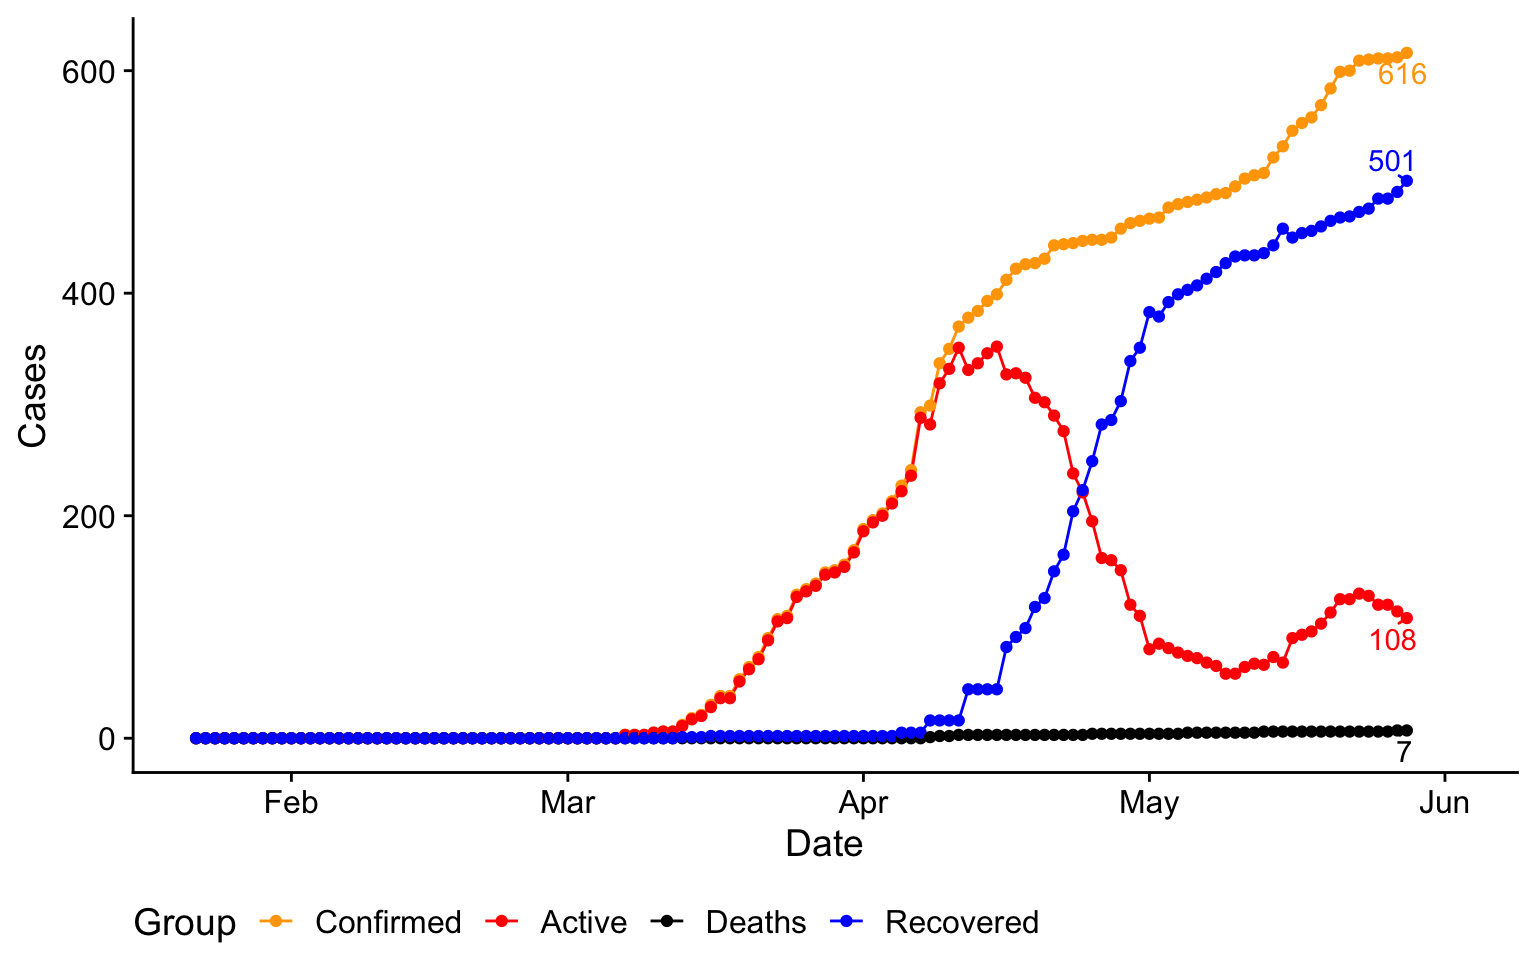 600
616
501
400
Cases
200
108
0
7
Feb Mar Apr May Jun
Date
Group Confirmed Active Deaths Recovered